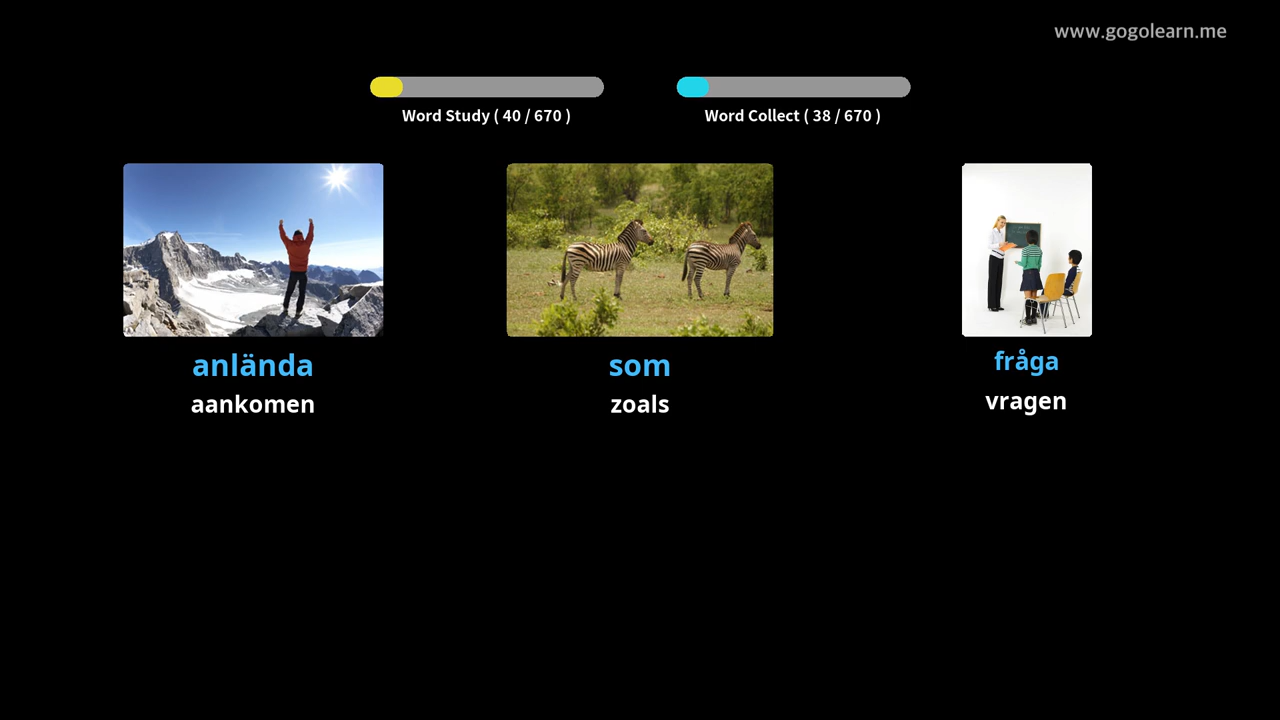 www.gogolearn.me
Word Study ( 40 / 670 )
Word Collect ( 38 / 670 )
anlända
aankomen
som
zoals
fråga
vragen